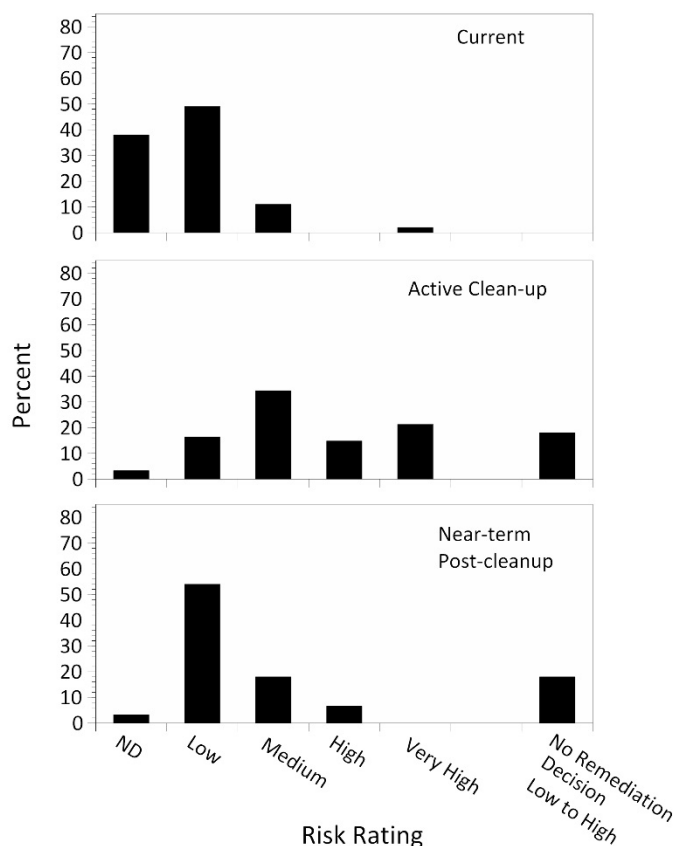 Current
80
70
60
50
40
30
20
10
0
Active Clean-up
80
70
60
50
40
30
20
10
0
Percent
Near-term
Post-cleanup
80
70
60
50
40
30
20
10
0
ND
Low
Medium
High
Very High
No Remediation
Decision
Low to High
Risk Rating